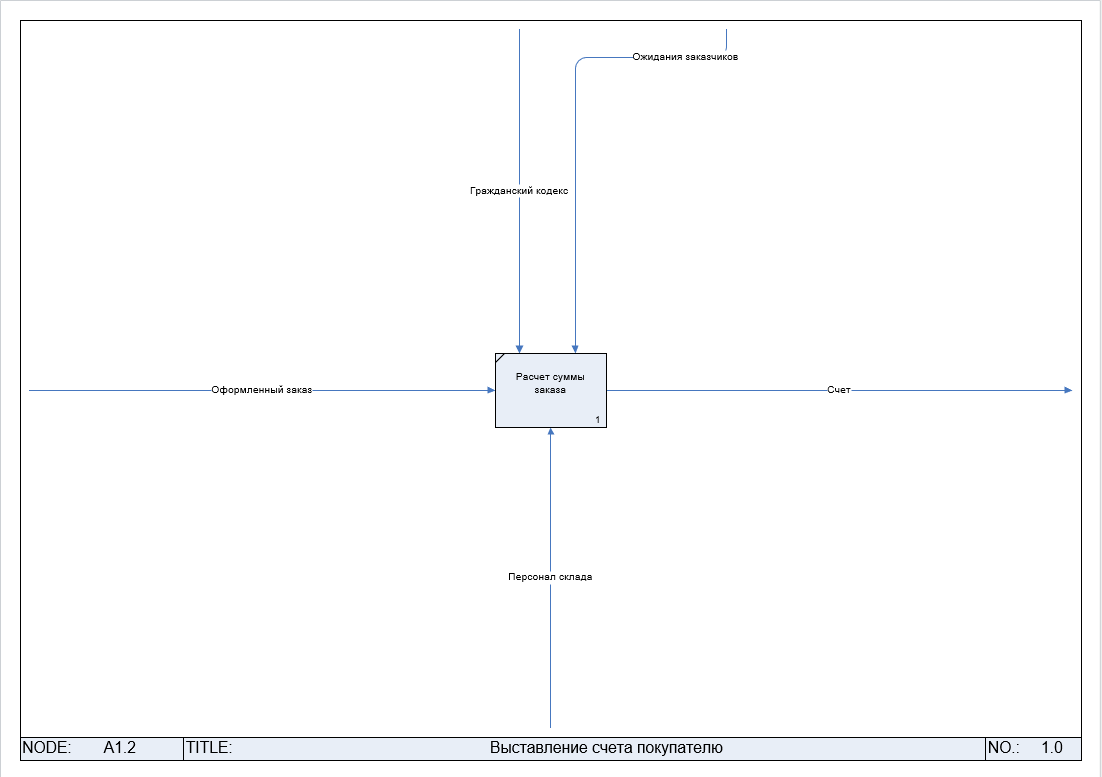 Ожидания заказчиков
Гражданский кодекс
Расчет суммы
заказа
1
Оформленный заказ
Счет
Персонал склада
NODE: A1.2 TITLE: Выставление счета покупателю NO.: 1.0